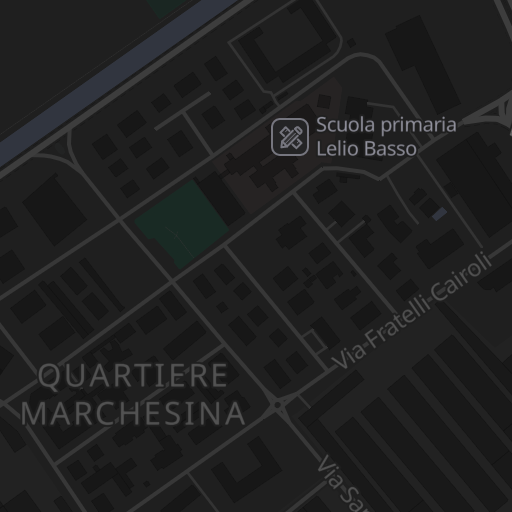 Scuola primaria
Lelio Basso
Via Fratelli Cairoli
QUARTIERE
MARCHESINA